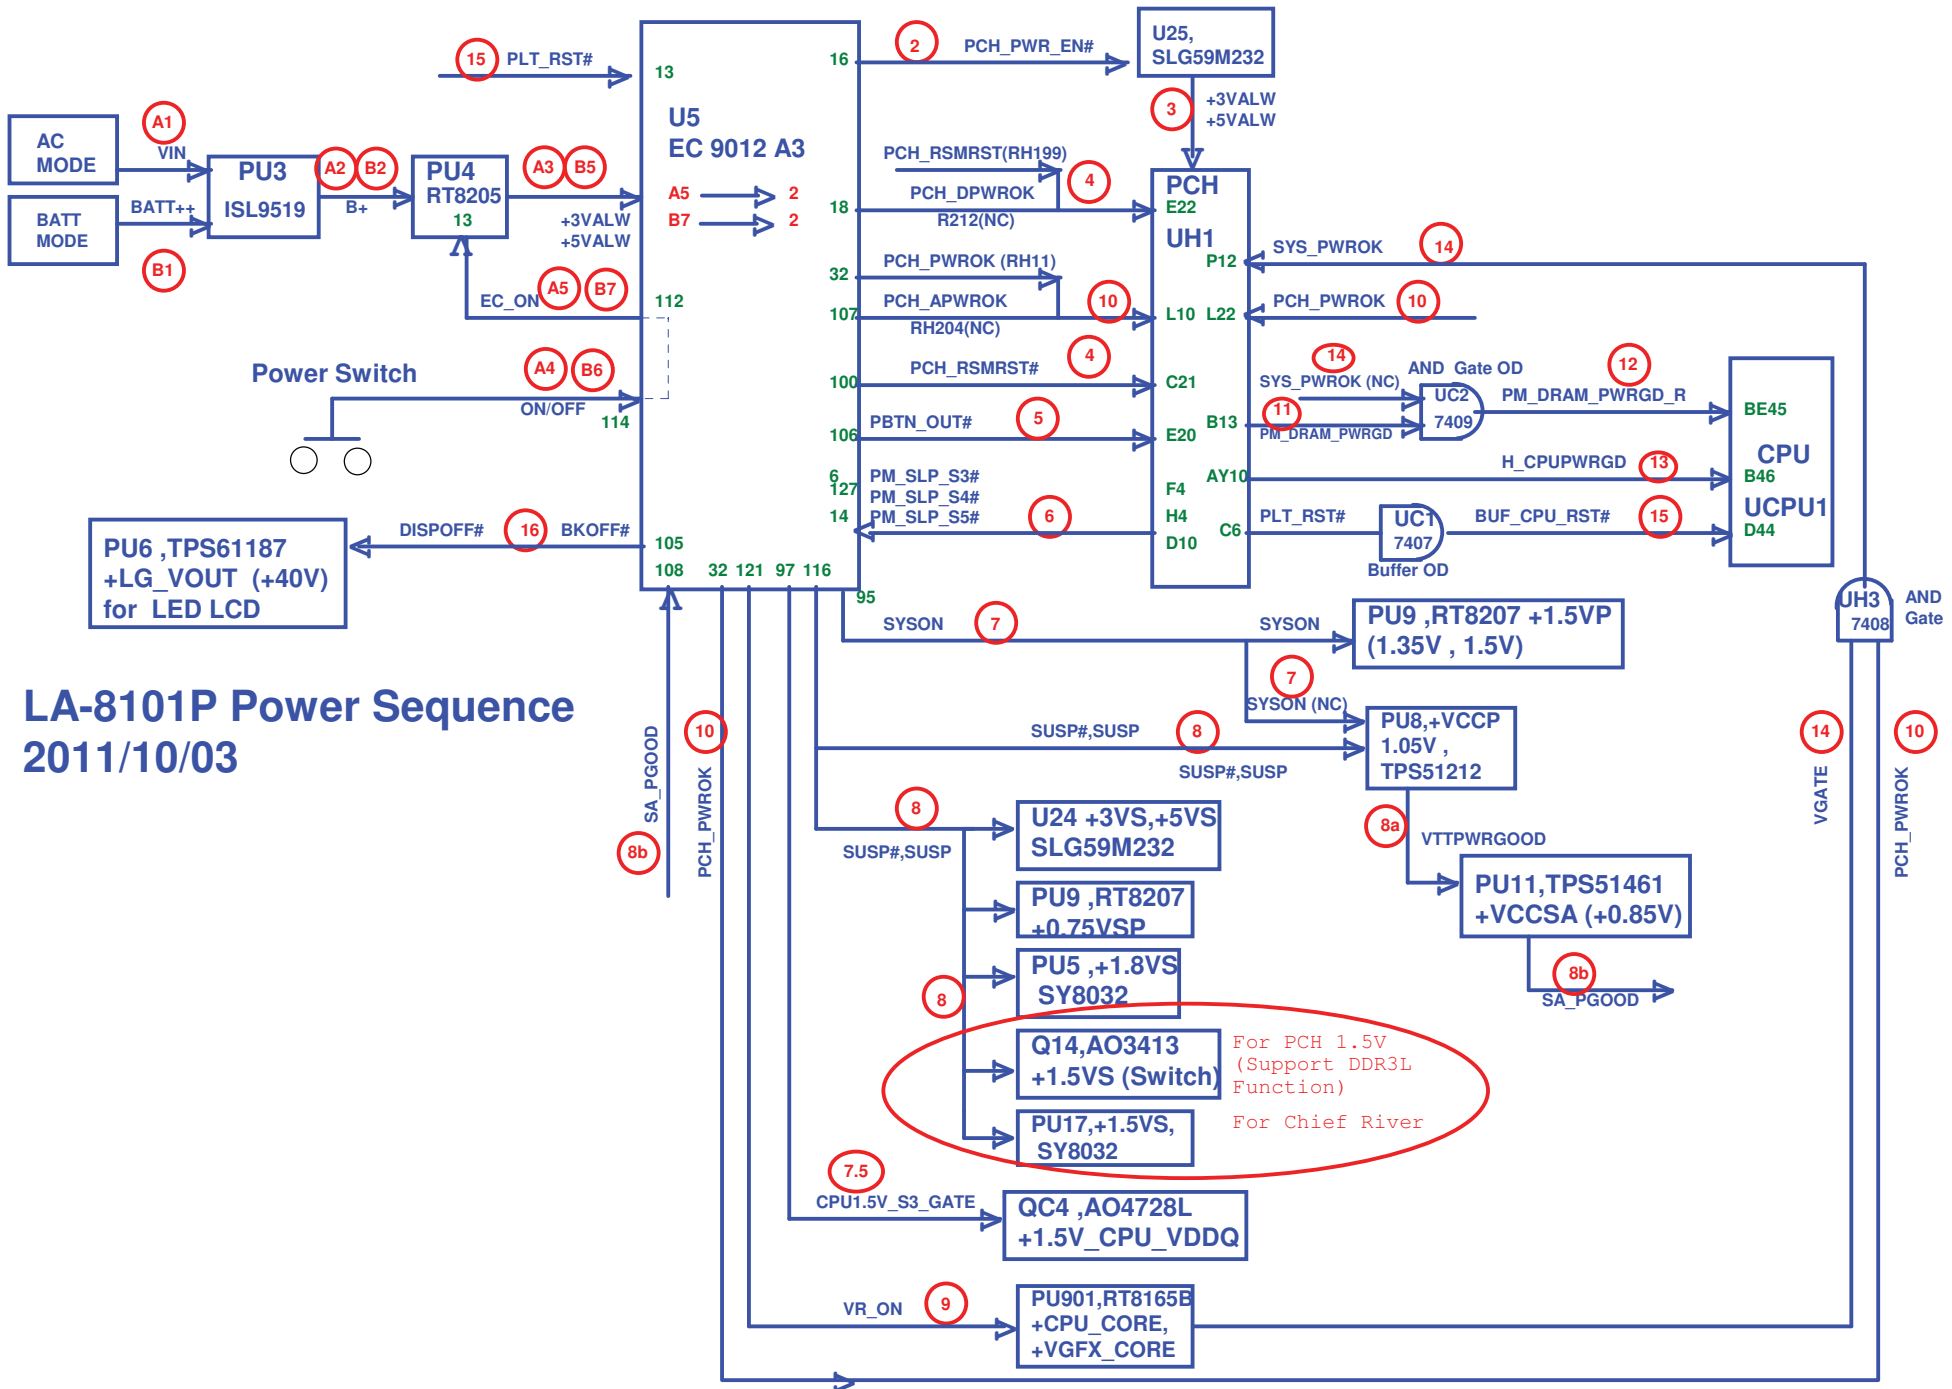 15
PLT_RST#
13
U5
EC 9012 A3
A5
2
B7
2
16
2
PCH_PWR_EN#
U25,
SLG59M232
3
+3VALW
+5VALW
AC
MODE
A1
VIN
BATT
MODE
BATT++
B1
PU3
ISL9519
A2
B2
B+
PU4
RT8205
13
A3
B5
+3VALW
+5VALW
EC_ON
A5
B7
112
Power Switch
A4
B6
ON/OFF
114
PCH_RSMRST(RH199)
4
18
PCH_DPWROK
R212(NC)
32
PCH_PWROK (RH11)
107
PCH_APWROK
RH204(NC)
10
4
100
PCH_RSMRST#
106
PBTN_OUT#
5
6
127
14
PM_SLP_S3#
PM_SLP_S4#
PM_SLP_S5#
6
PCH
E22
UH1
P12
L10
L22
C21
B13
E20
AY10
F4
H4
D10
C6
SYS_PWROK
14
PCH_PWROK
10
14
SYS_PWROK (NC)
11
PM_DRAM_PWRGD
AND Gate OD
UC2
7409
12
PM_DRAM_PWRGD_R
H_CPUPWRGD
13
PLT_RST#
UC1
7407
Buffer OD
BUF_CPU_RST#
15
BE45
CPU
B46
UCPU1
D44
UH3
7408
AND
Gate
PU6 ,TPS61187
+LG_VOUT (+40V)
for LED LCD
DISPOFF#
16
BKOFF#
105
108
32
121
97
116
95
SYSON
7
SYSON
PU9 ,RT8207 +1.5VP
(1.35V , 1.5V)
7
SYSON (NC)
PU8,+VCCP
1.05V ,
TPS51212
SUSP#,SUSP
8
SUSP#,SUSP
LA-8101P Power Sequence
2011/10/03
SA_PGOOD
8b
10
PCH_PWROK
8
SUSP#,SUSP
U24 +3VS,+5VS
SLG59M232
PU9 ,RT8207
+0.75VSP
PU5 ,+1.8VS
SY8032
8
Q14,AO3413
+1.5VS (Switch)
For PCH 1.5V
(Support DDR3L
Function)
PU17,+1.5VS,
SY8032
For Chief River
8a
VTTPWRGOOD
PU11,TPS51461
+VCCSA (+0.85V)
8b
SA_PGOOD
14
VGATE
10
PCH_PWROK
7.5
CPU1.5V_S3_GATE
QC4 ,AO4728L
+1.5V_CPU_VDDQ
VR_ON
9
PU901,RT8165B
+CPU_CORE,
+VGFX_CORE